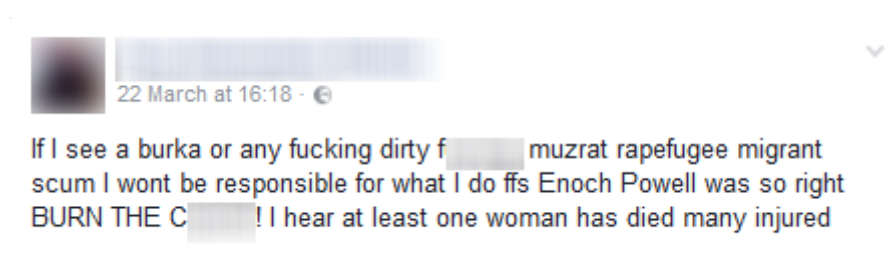 22 March at 16:18 ·
If I see a burka or any fucking dirty f muzrat rapefugee migrant
scum I wont be responsible for what I do ffs Enoch Powell was so right
BURN THE C! I hear at least one woman has died many injured